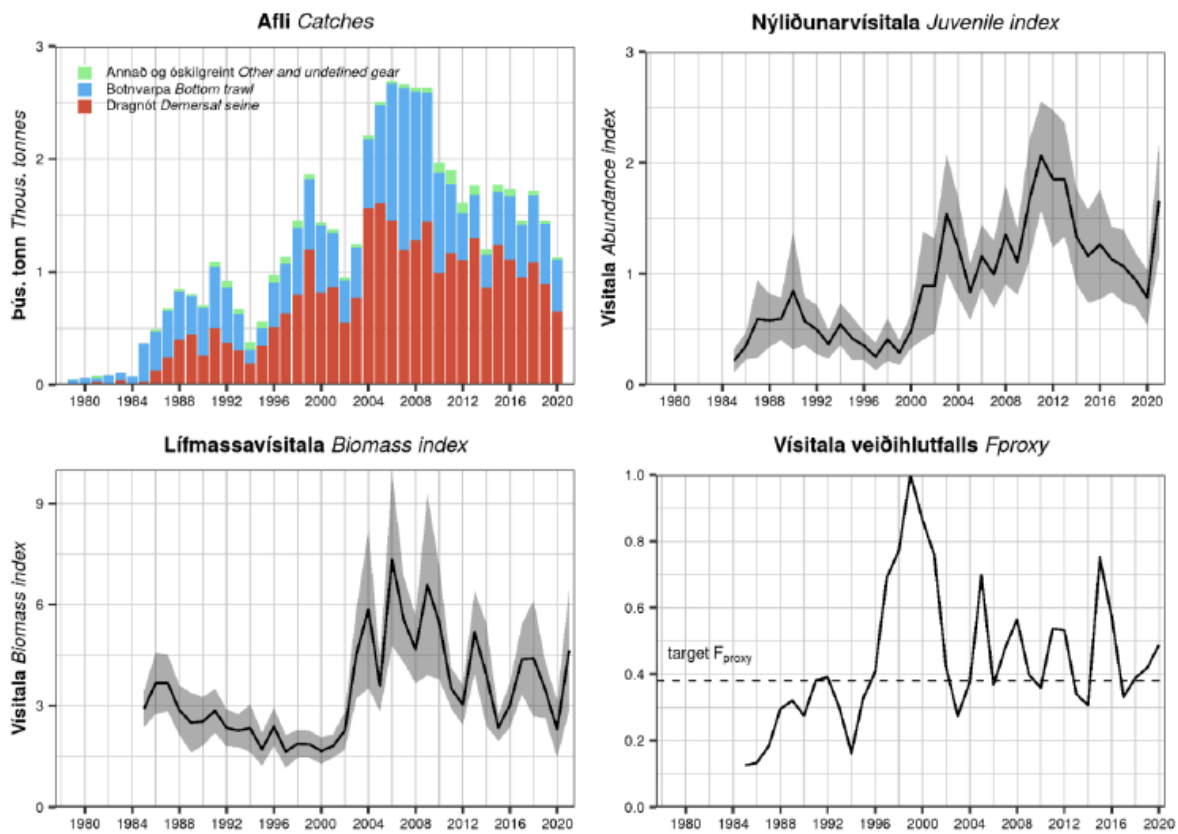 Afli Catches
Þús. tonn Thous. tonnes
3
2
1
0
Annað og óskilgreint Other and undefined gear
Botnvarpa Bottom trawl
Dragnót Demersal seine
1980 1984 1988 1992 1996 2000 2004 2008 2012 2016 2020
Nýliðunarvísitala Juvenile index
Vísitala Abundance index
3
2
1
0
1980 1984 1988 1992 1996 2000 2004 2008 2012 2016 2020
Lífmassavísitala Biomass index
Vísitala Biomass index
9
6
3
0
1980 1984 1988 1992 1996 2000 2004 2008 2012 2016 2020
Vísitala veiðihlutfalls Fproxy
1.0
0.8
0.6
target Fproxy
0.4
0.2
0.0
1980 1984 1988 1992 1996 2000 2004 2008 2012 2016 2020